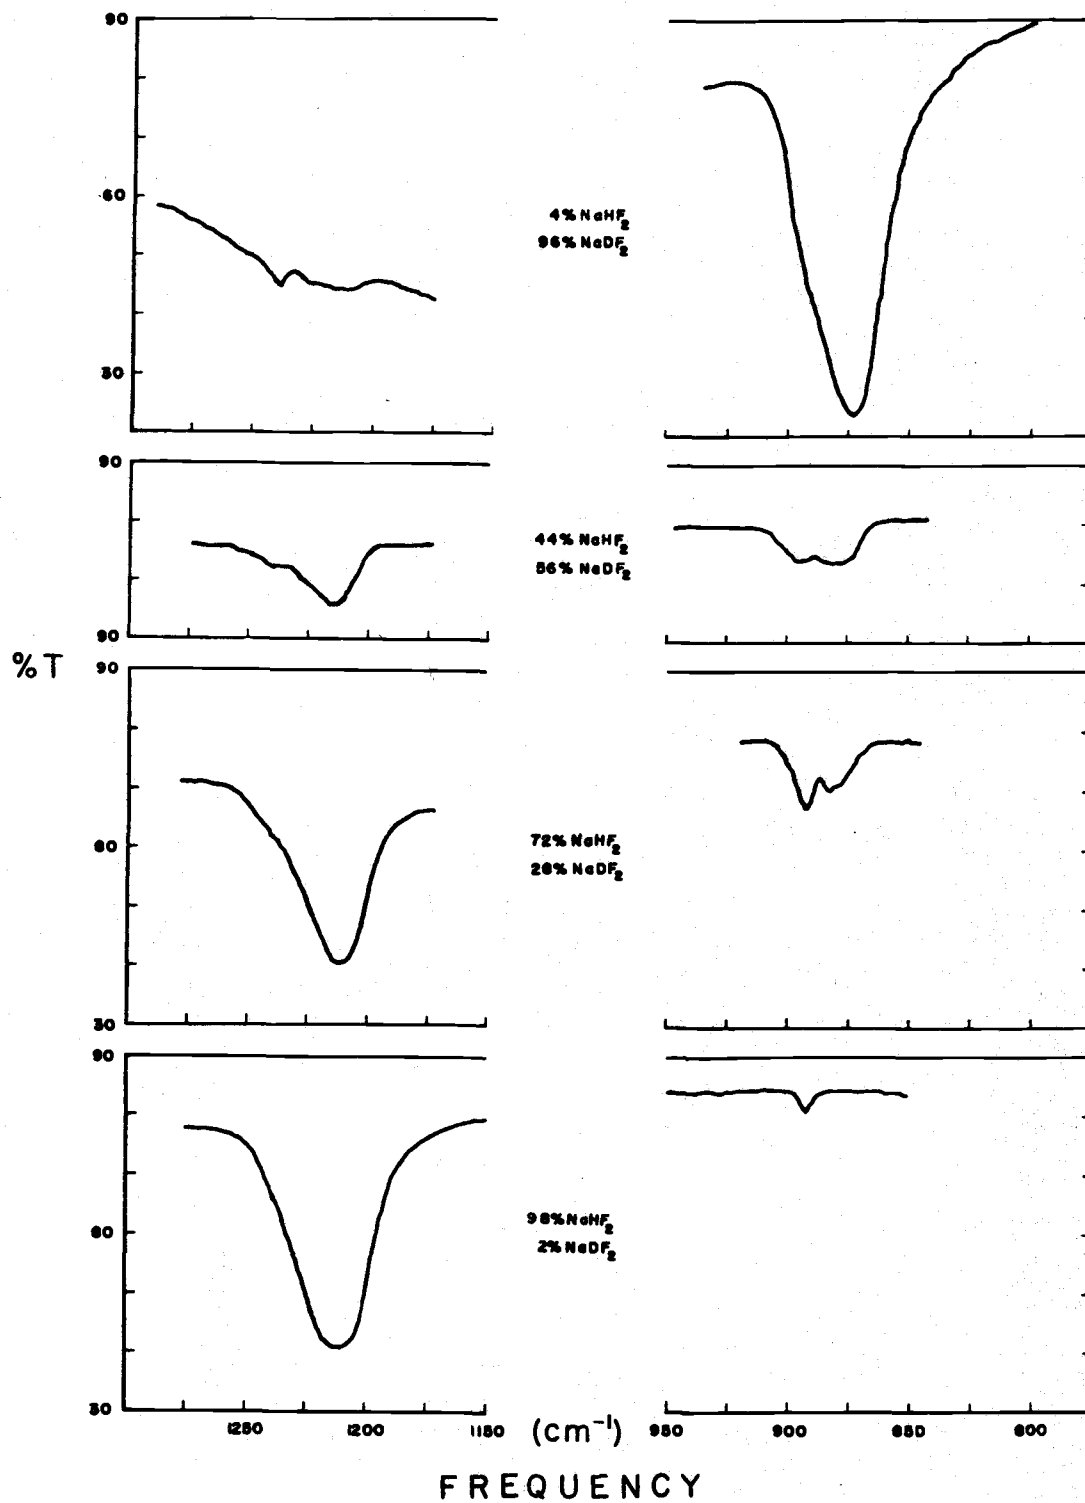 90
60
30
4% NaHF₂
96% NaDF₂
90
60
44% NaHF₂
56% NaDF₂
%T
90
60
30
72% NaHF₂
28% NaDF₂
90
60
30
98% NaHF₂
2% NaDF₂
1250 1200 1150 (cm⁻¹) 950 900 850 800
FREQUENCY